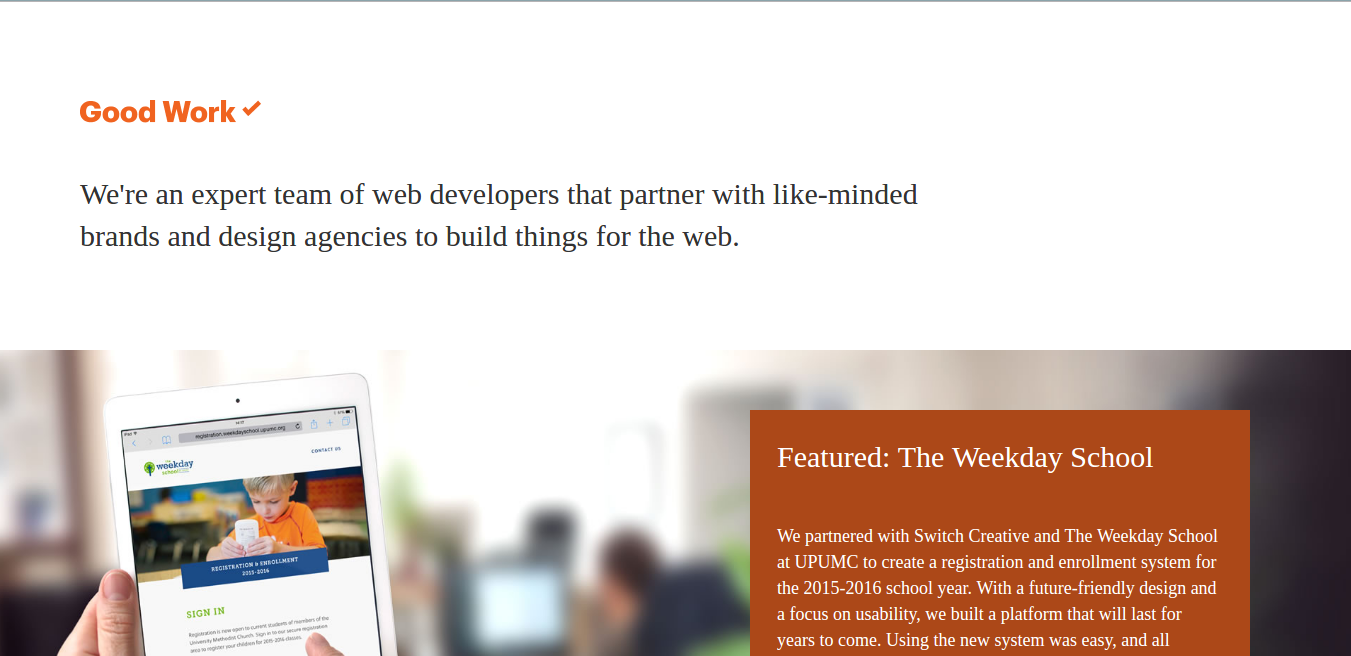 Good Work
We're an expert team of web developers that partner with like-minded
brands and design agencies to build things for the web.
registration.weekdayschool.upumc.org
CONTACT US
weekday
school
REGISTRATION & ENROLLMENT
2015-2016
SIGN IN
Registration is now open to current students of members of the
University Methodist Church. Sign in to our secure registration
area to register your children for 2015-2016 classes.
Featured: The Weekday School
We partnered with Switch Creative and The Weekday School
at UPUMC to create a registration and enrollment system for
the 2015-2016 school year. With a future-friendly design and
a focus on usability, we built a platform that will last for
years to come. Using the new system was easy, and all